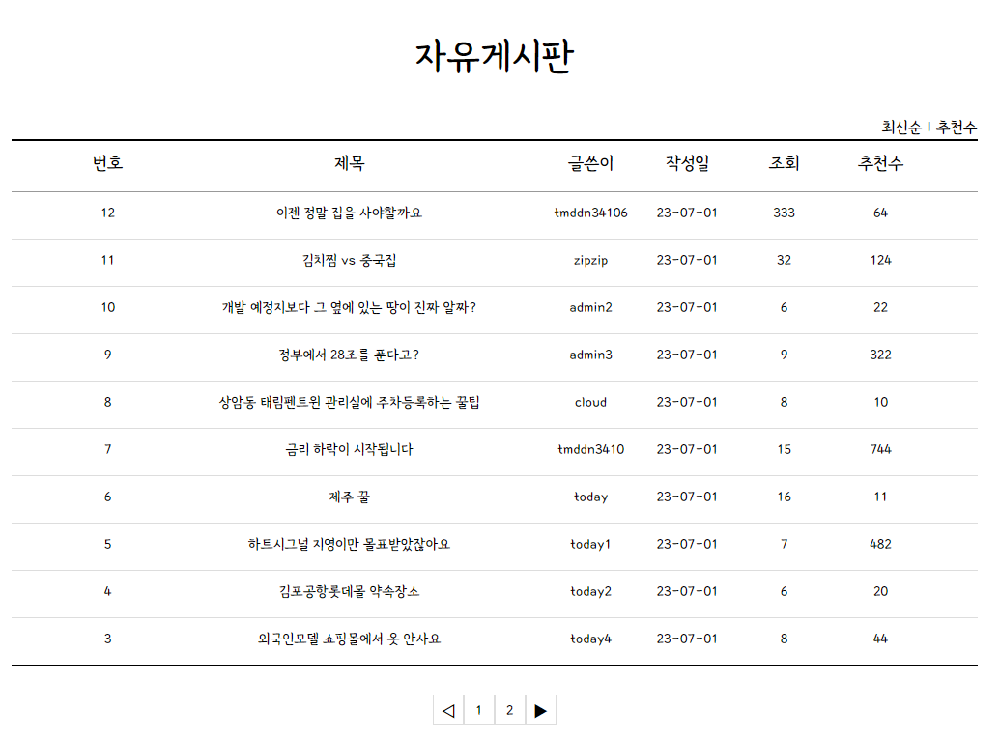 자유게시판
최신순 | 추천수
번호 제목 글쓴이 작성일 조회 추천수
12 이젠 정말 집을 사야할까요 tmddn34106 23-07-01 333 64
11 김치찜 vs 중국집 zipzip 23-07-01 32 124
10 개발 예정지보다 그 옆에 있는 땅이 진짜 알짜? admin2 23-07-01 6 22
9 정부에서 28조를 푼다고? admin3 23-07-01 9 322
8 상암동 태림펜트윈 관리실에 주차등록하는 꿀팁 cloud 23-07-01 8 10
7 금리 하락이 시작됩니다 tmddn3410 23-07-01 15 744
6 제주 꿀 today 23-07-01 16 11
5 하트시그널 지영이만 몰표받았잖아요 today1 23-07-01 7 482
4 김포공항롯데몰 약속장소 today2 23-07-01 6 20
3 외국인모델 쇼핑몰에서 옷 안사요 today4 23-07-01 8 44
◁ 1 2 ▶